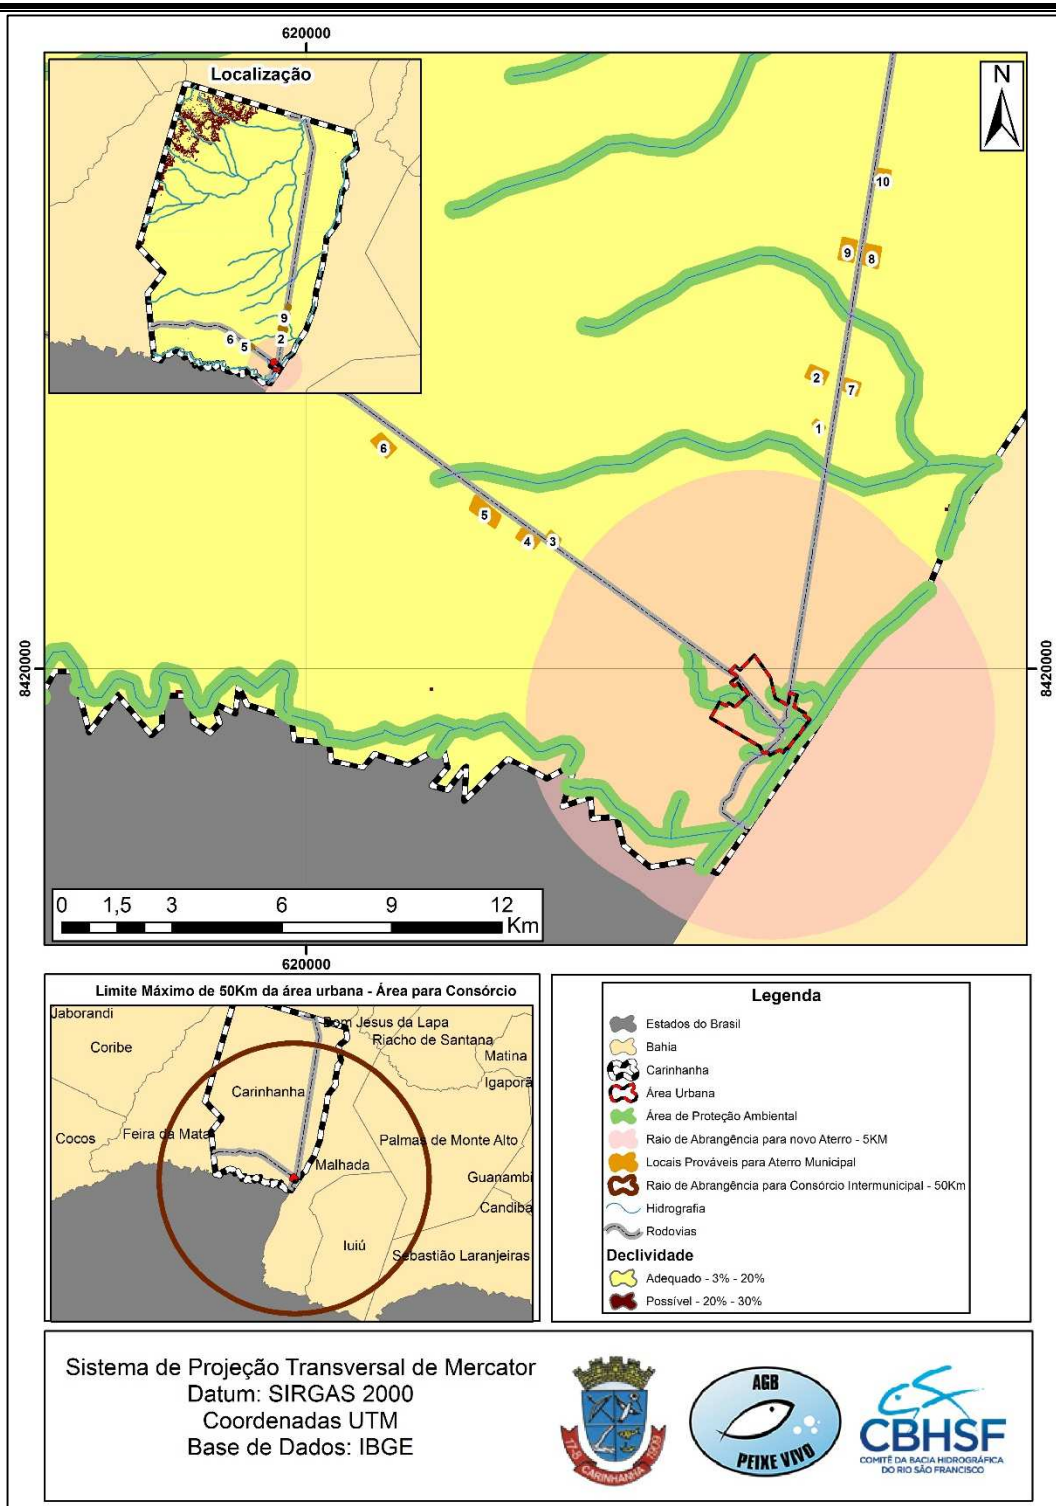 620000
Localização
N
9
2
6
5
10
9
8
2
7
1
6
5
4
3
8420000
8420000
0 1,5 3 6 9 12
Km
620000
Limite Máximo de 50Km da área urbana - Área para Consórcio
Jaborandi
Bom Jesus da Lapa
Riacho de Santana
Coribe
Matina
Igaporã
Carinhanha
Cocos
Feira da Mata
Palmas de Monte Alto
Malhada
Guanambi
Candiba
Iuiú
Sebastião Laranjeiras
Legenda
Estados do Brasil
Bahia
Carinhanha
Área Urbana
Área de Proteção Ambiental
Raio de Abrangência para novo Aterro - 5KM
Locais Prováveis para Aterro Municipal
Raio de Abrangência para Consórcio Intermunicipal - 50Km
Hidrografia
Rodovias
Declividade
Adequado - 3% - 20%
Possível - 20% - 30%
Sistema de Projeção Transversal de Mercator
Datum: SIRGAS 2000
Coordenadas UTM
Base de Dados: IBGE
CARINHANHA
AGB
PEIXE VIVO
CBHSF
COMITÊ DA BACIA HIDROGRÁFICA
DO RIO SÃO FRANCISCO